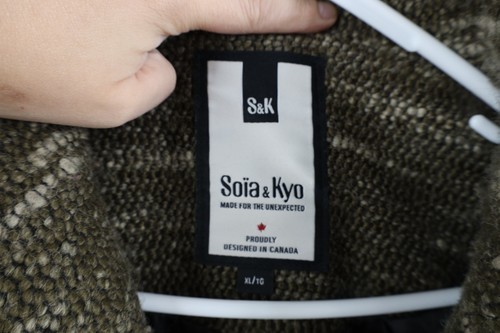 S&K
Soïa & Kyo
MADE FOR THE UNEXPECTED
PROUDLY
DESIGNED IN CANADA
XL/TG